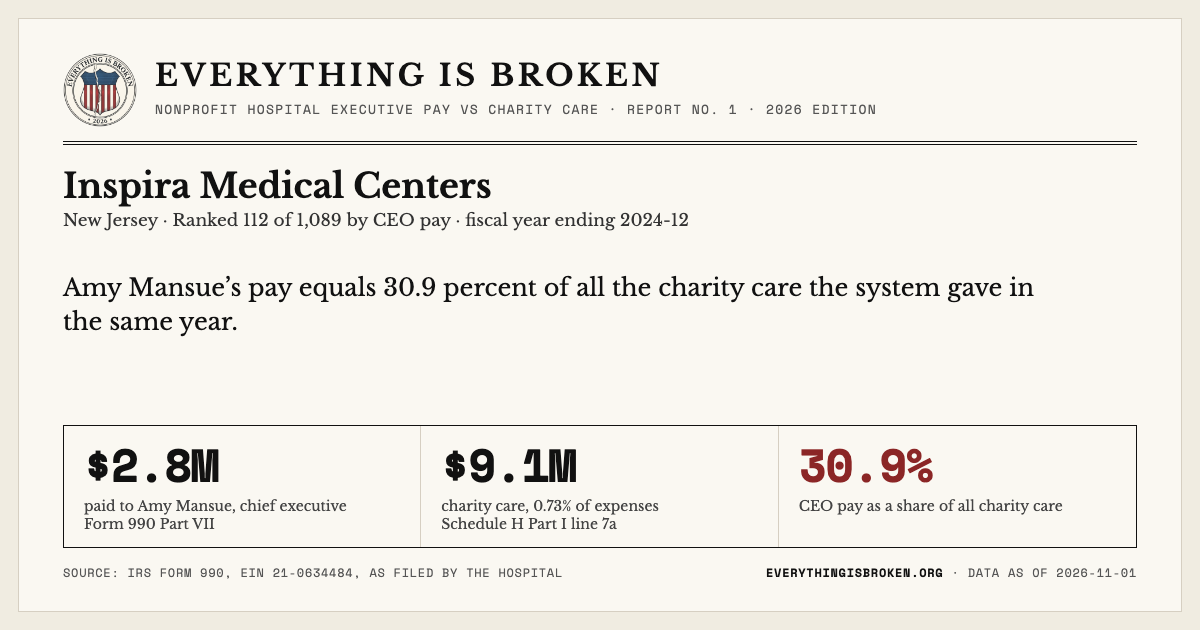 EVERYTHING IS BROKEN
· 2026 ·
EVERYTHING IS BROKEN
NONPROFIT HOSPITAL EXECUTIVE PAY VS CHARITY CARE · REPORT NO. 1 · 2026 EDITION
Inspira Medical Centers
New Jersey · Ranked 112 of 1,089 by CEO pay · fiscal year ending 2024-12
Amy Mansue’s pay equals 30.9 percent of all the charity care the system gave in
the same year.
$2.8M
paid to Amy Mansue, chief executive
Form 990 Part VII
$9.1M
charity care, 0.73% of expenses
Schedule H Part I line 7a
30.9%
CEO pay as a share of all charity care
SOURCE: IRS FORM 990, EIN 21-0634484, AS FILED BY THE HOSPITAL
EVERYTHINGISBROKEN.ORG · DATA AS OF 2026-11-01